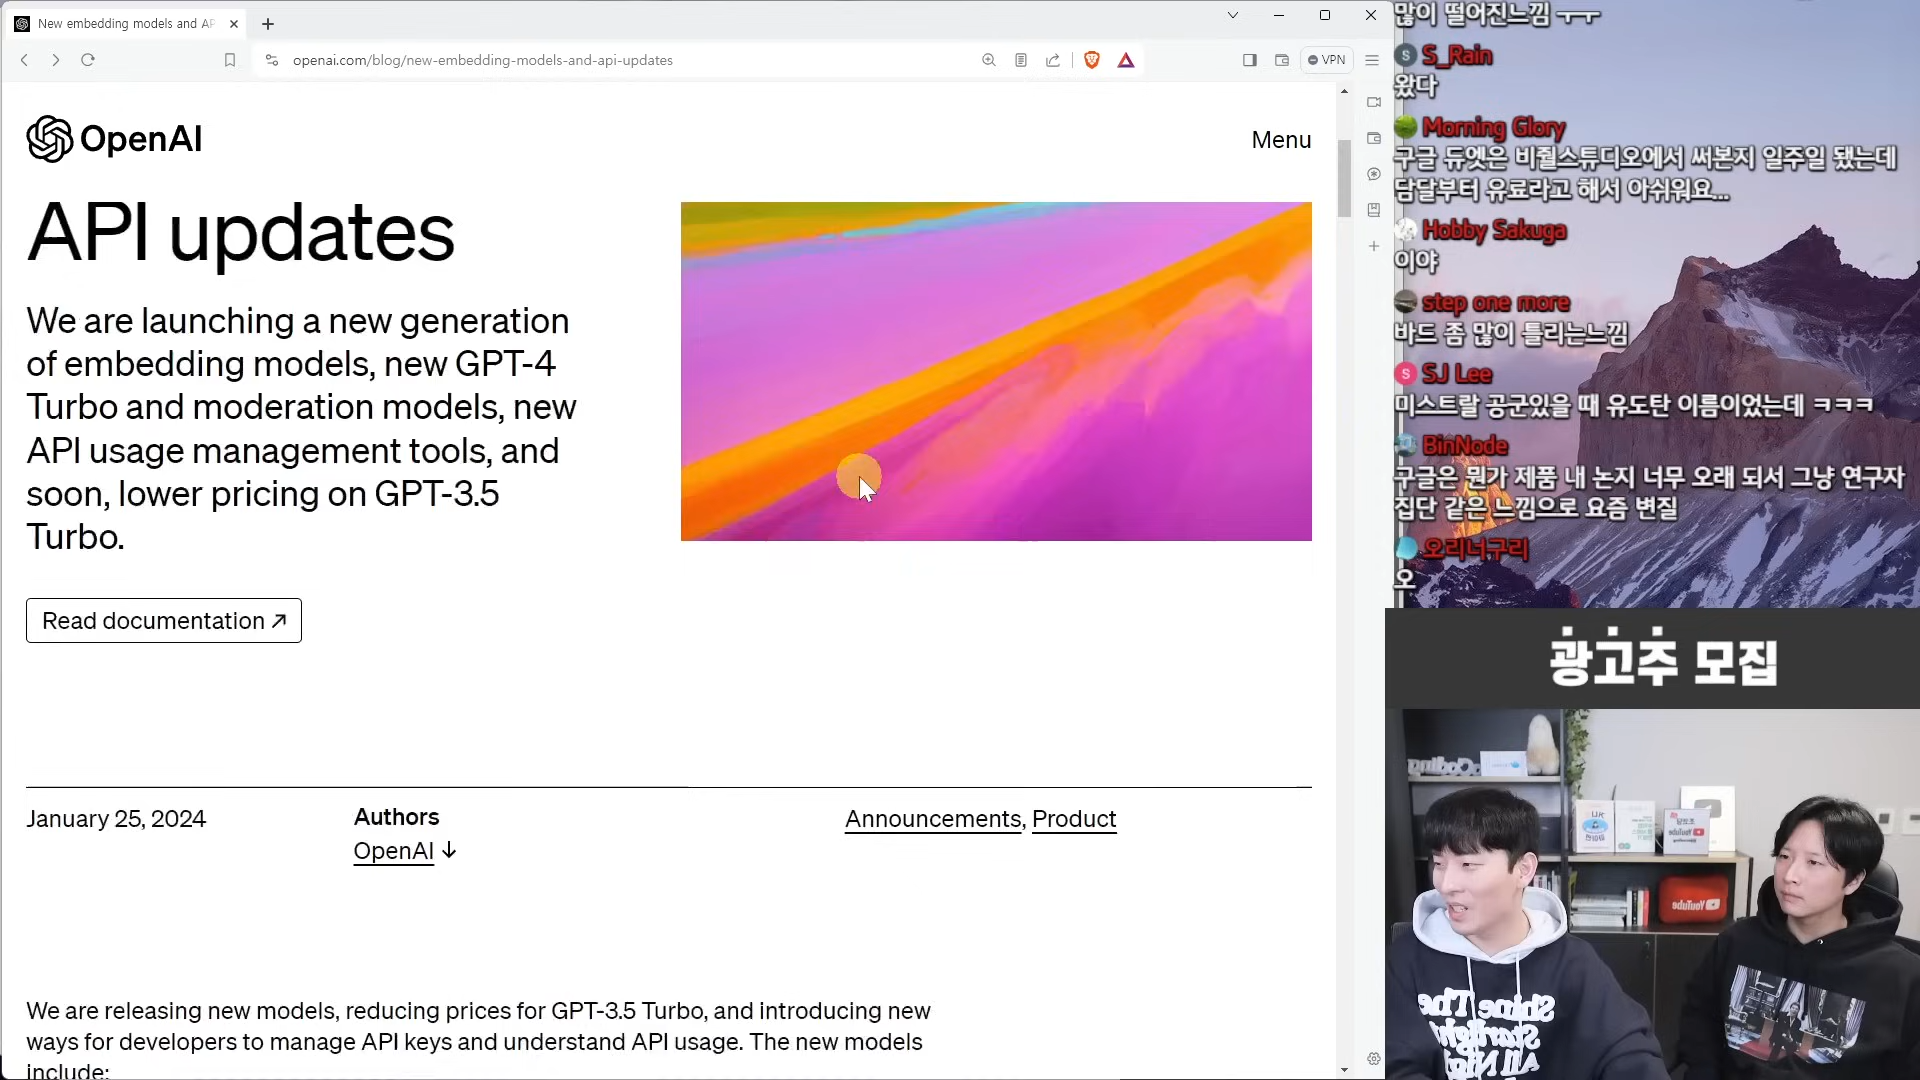 New embedding models and AP
openai.com/blog/new-embedding-models-and-api-updates
VPN
OpenAI
Menu
API updates
We are launching a new generation
of embedding models, new GPT-4
Turbo and moderation models, new
API usage management tools, and
soon, lower pricing on GPT-3.5
Turbo.
Read documentation
January 25, 2024
Authors
OpenAI
Announcements, Product
We are releasing new models, reducing prices for GPT-3.5 Turbo, and introducing new
ways for developers to manage API keys and understand API usage. The new models
include:
많이 떨어진느낌 ㅜㅜ
S S_Rain
왔다
Morning Glory
구글 듀엣은 비쥘스튜디오에서 써본지 일주일 됐는데
담달부터 유료라고 해서 아쉬워요...
Hobby Sakuga
이야
step one more
바드 좀 많이 틀리는느낌
S SJ Lee
미스트랄 공군있을 때 유도탄 이름이었는데 ㅋㅋㅋ
BinNode
구글은 뭔가 제품 내 논지 너무 오래 되서 그냥 연구자
집단 같은 느낌으로 요즘 변질
오리너구리
오
광고주 모집
Coding
YouTube
YouTube
Shine The
Starlight
All Nig